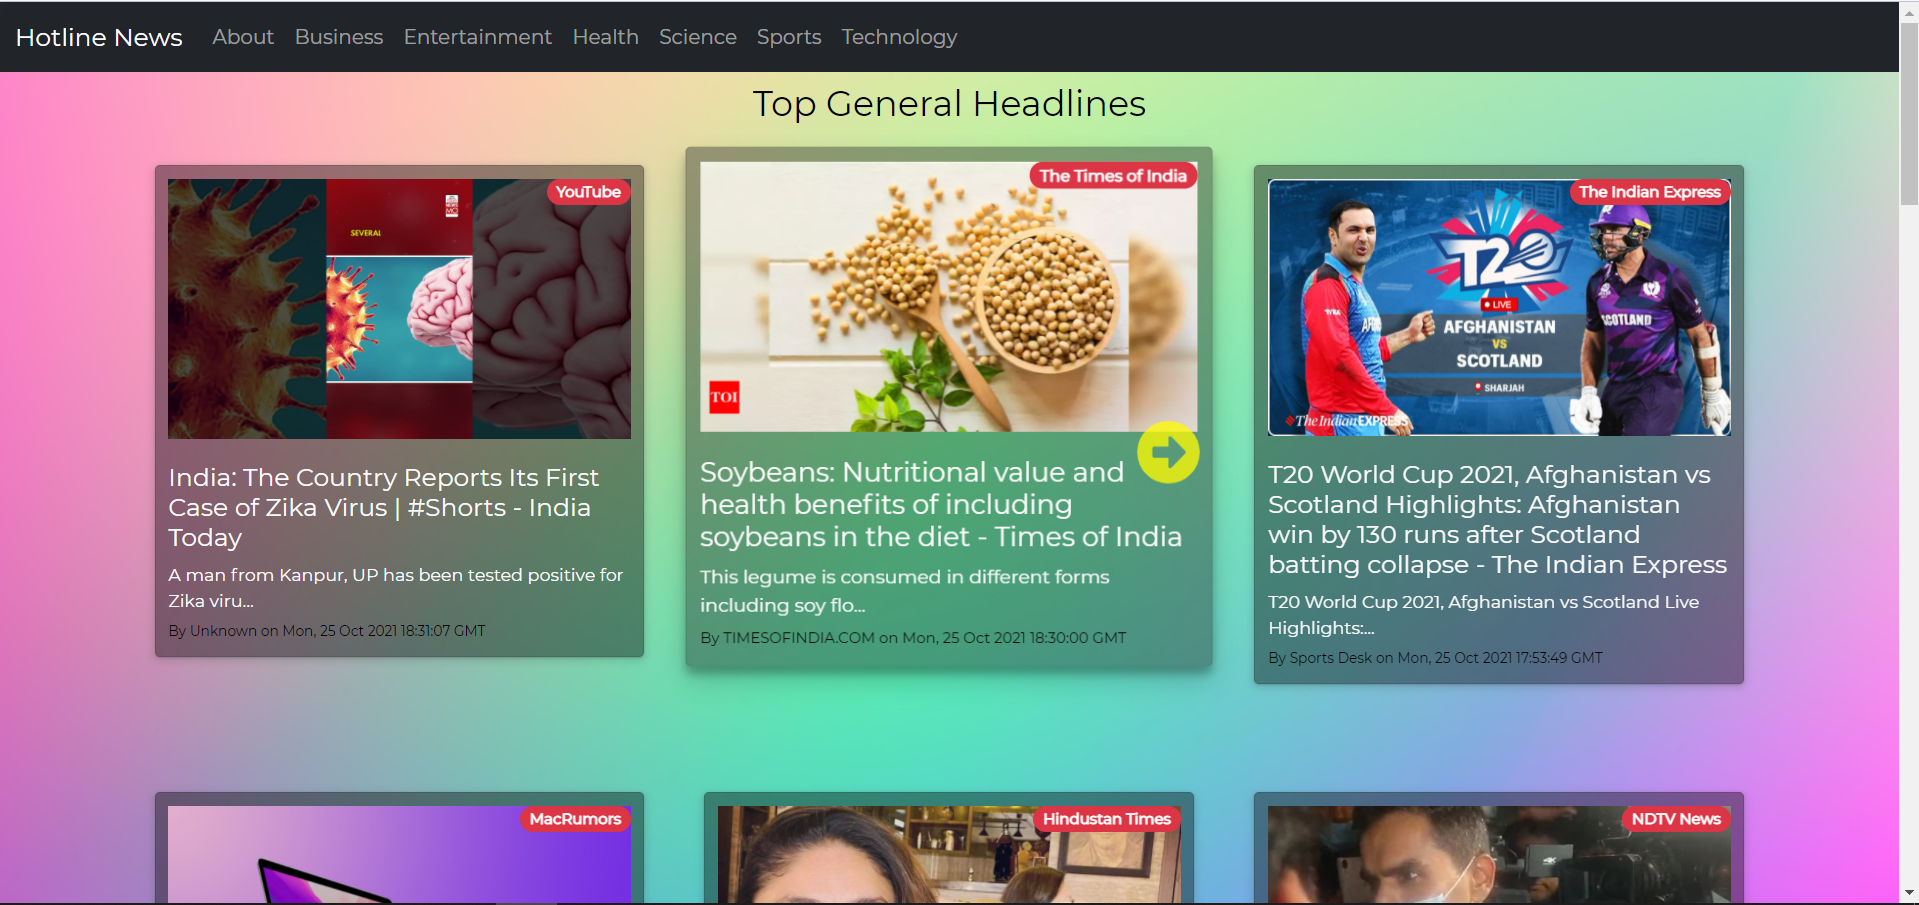 Hotline News About Business Entertainment Health Science Sports Technology
Top General Headlines
YouTube
SEVERAL
India: The Country Reports Its First
Case of Zika Virus | #Shorts - India
Today
A man from Kanpur, UP has been tested positive for
Zika viru...
By Unknown on Mon, 25 Oct 2021 18:31:07 GMT
The Times of India
TOI
Soybeans: Nutritional value and
health benefits of including
soybeans in the diet - Times of India
This legume is consumed in different forms
including soy flo...
By TIMESOFINDIA.COM on Mon, 25 Oct 2021 18:30:00 GMT
The Indian Express
T20
LIVE
AFGHANISTAN
VS
SCOTLAND
SHARJAH
SCOTLAND
The Indian EXPRESS
T20 World Cup 2021, Afghanistan vs
Scotland Highlights: Afghanistan
win by 130 runs after Scotland
batting collapse - The Indian Express
T20 World Cup 2021, Afghanistan vs Scotland Live
Highlights:...
By Sports Desk on Mon, 25 Oct 2021 17:53:49 GMT
MacRumors
Hindustan Times
NDTV News
4K